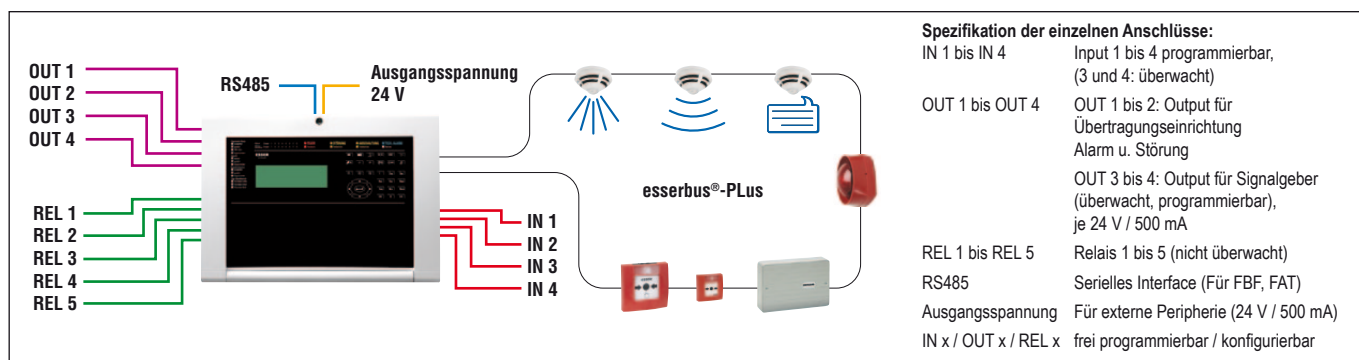 OUT 1
OUT 2
OUT 3
OUT 4
RS485
Ausgangsspannung
24 V
REL 1
REL 2
REL 3
REL 4
REL 5
IN 1
IN 2
IN 3
IN 4
esserbus®-PLus
Spezifikation der einzelnen Anschlüsse:
IN 1 bis IN 4 Input 1 bis 4 programmierbar,
(3 und 4: überwacht)
OUT 1 bis OUT 4 OUT 1 bis 2: Output für
Übertragungseinrichtung
Alarm u. Störung
OUT 3 bis 4: Output für Signalgeber
(überwacht, programmierbar),
je 24 V / 500 mA
REL 1 bis REL 5 Relais 1 bis 5 (nicht überwacht)
RS485 Serielles Interface (Für FBF, FAT)
Ausgangsspannung Für externe Peripherie (24 V / 500 mA)
IN x / OUT x / REL x frei programmierbar / konfigurierbar